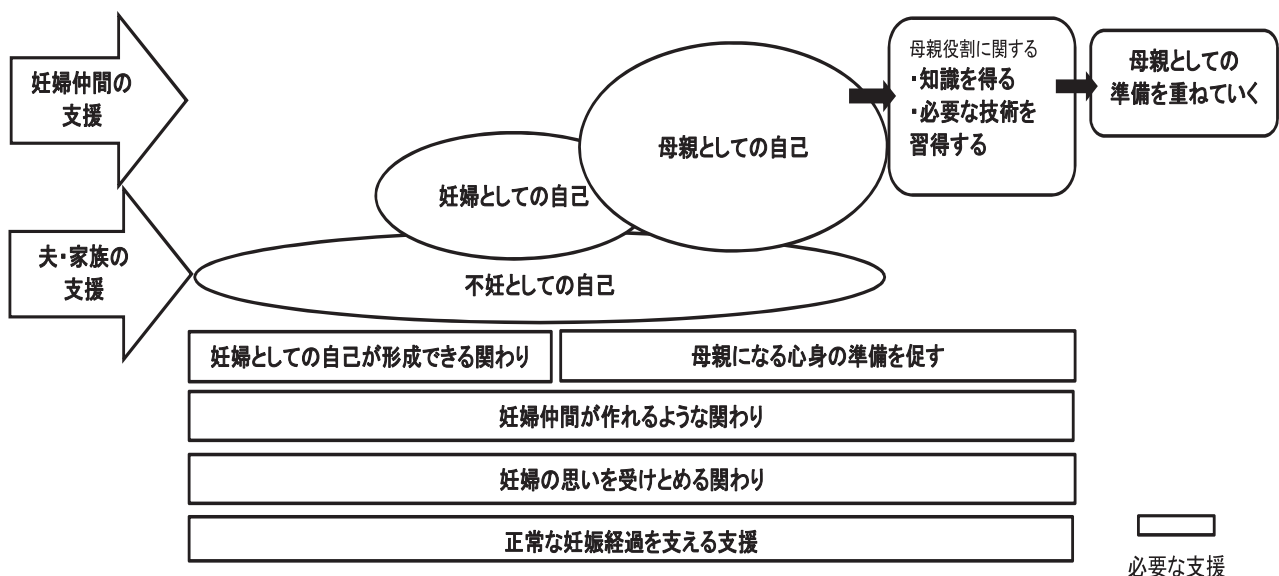 妊婦仲間の
支援
夫・家族の
支援
妊婦としての自己
母親としての自己
不妊としての自己
母親役割に関する
・知識を得る
・必要な技術を
習得する
母親としての
準備を重ねていく
妊婦としての自己が形成できる関わり
母親になる心身の準備を促す
妊婦仲間が作れるような関わり
妊婦の思いを受けとめる関わり
正常な妊娠経過を支える支援
必要な支援